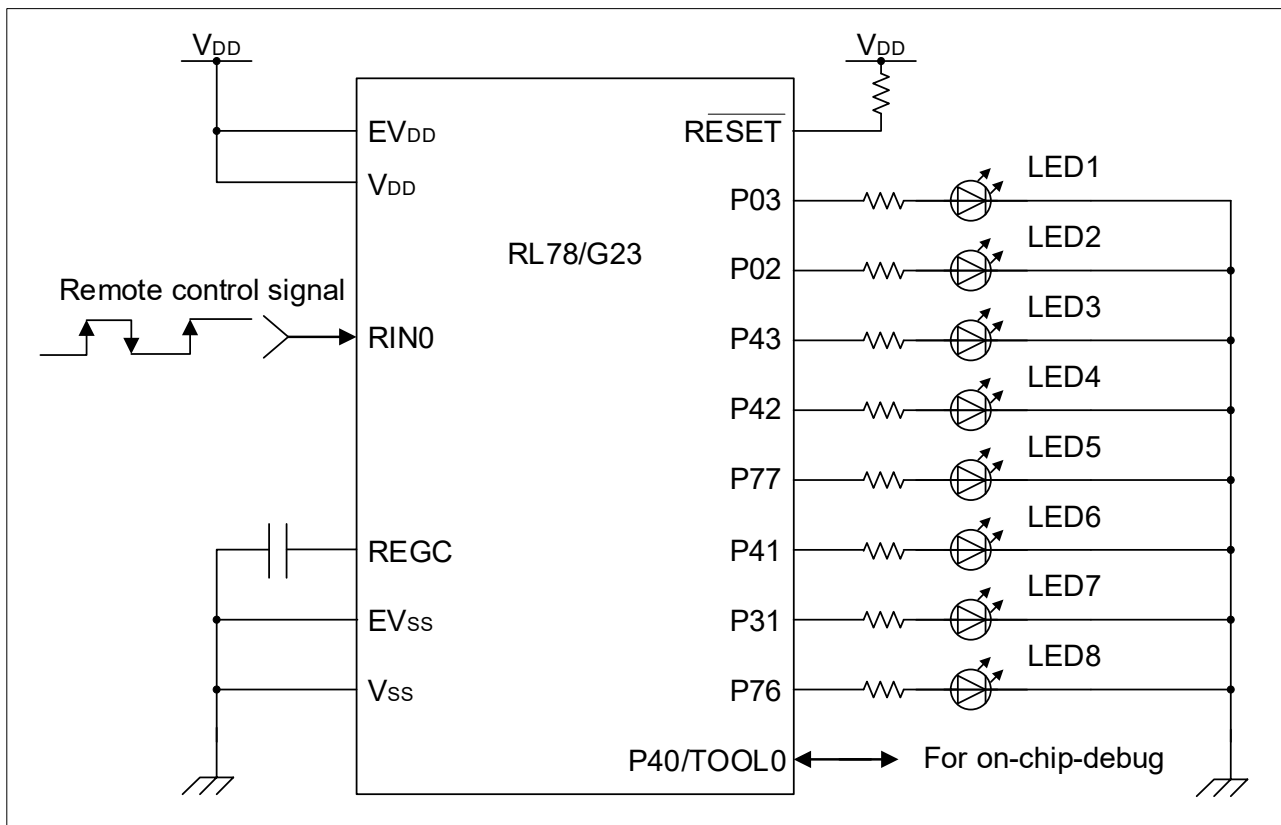 VDD
VDD
EVDD
RESET
VDD
LED1
P03
RL78/G23
LED2
P02
Remote control signal
LED3
RIN0
P43
LED4
P42
LED5
P77
LED6
REGC
P41
LED7
EVSS
P31
LED8
VSS
P76
P40/TOOL0
For on-chip-debug